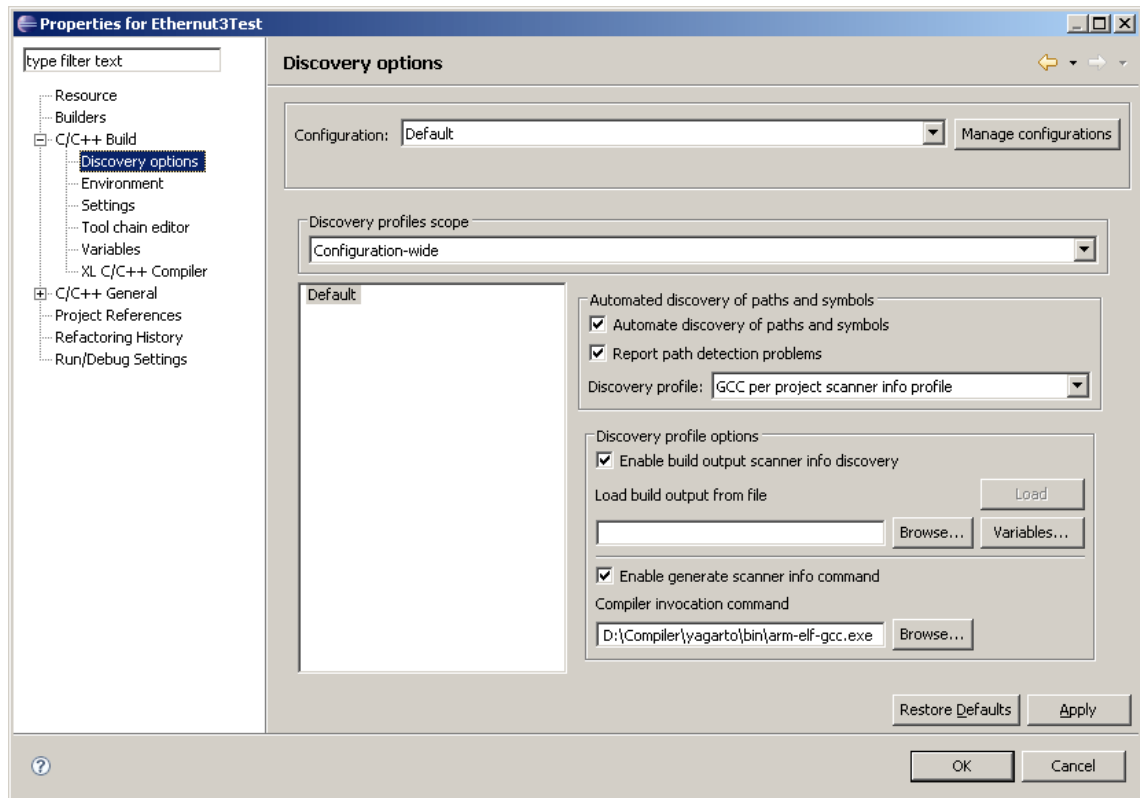 Properties for Ethernut3Test
type filter text
Resource
Builders
C/C++ Build
Discovery options
Environment
Settings
Tool chain editor
Variables
XL C/C++ Compiler
C/C++ General
Project References
Refactoring History
Run/Debug Settings
Discovery options
Configuration: Default Manage configurations
Discovery profiles scope
Configuration-wide
Default
Automated discovery of paths and symbols
Automate discovery of paths and symbols
Report path detection problems
Discovery profile: GCC per project scanner info profile
Discovery profile options
Enable build output scanner info discovery
Load build output from file Load
Browse... Variables...
Enable generate scanner info command
Compiler invocation command
D:\Compiler\yagarto\bin\arm-elf-gcc.exe Browse...
Restore Defaults Apply
? OK Cancel